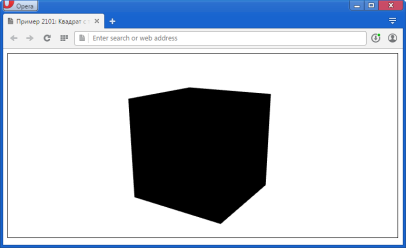 Opera
Пример 2101: Квадрат с
Enter search or web address